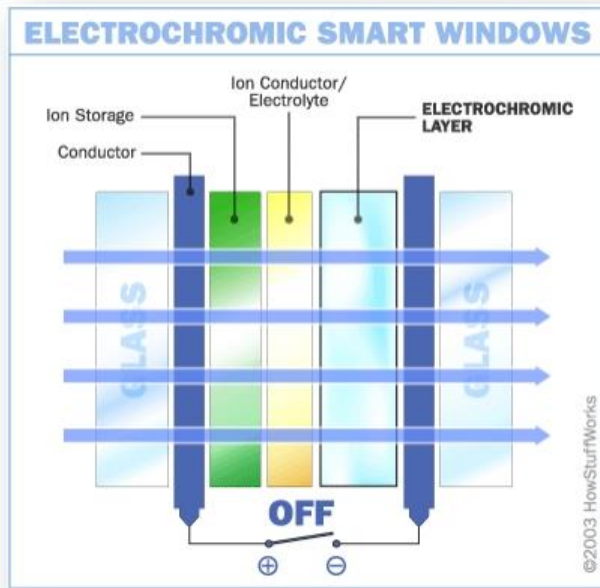 ELECTROCHROMIC SMART WINDOWS
Ion Conductor/
Electrolyte
Ion Storage
ELECTROCHROMIC
LAYER
Conductor
GLASS
GLASS
OFF
⊕ ⊖
©2003 HowStuffWorks